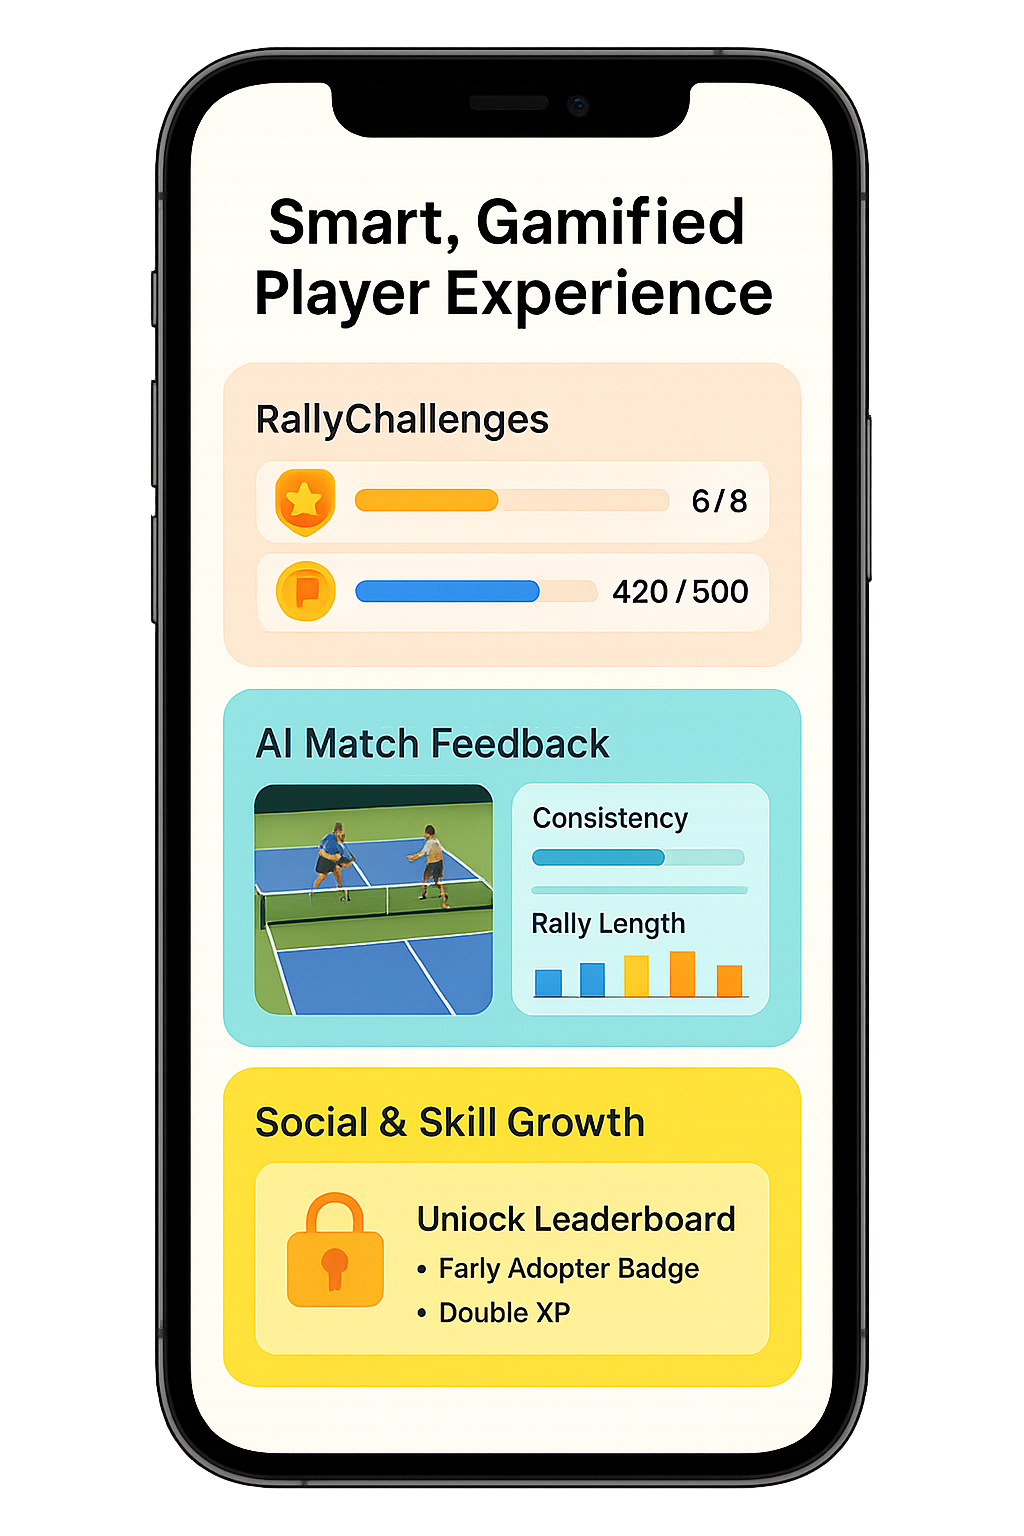 Smart, Gamified
Player Experience
RallyChallenges
6/8
420/500
AI Match Feedback
Consistency
Rally Length
Social & Skill Growth
Uniock Leaderboard
• Farly Adopter Badge
• Double XP